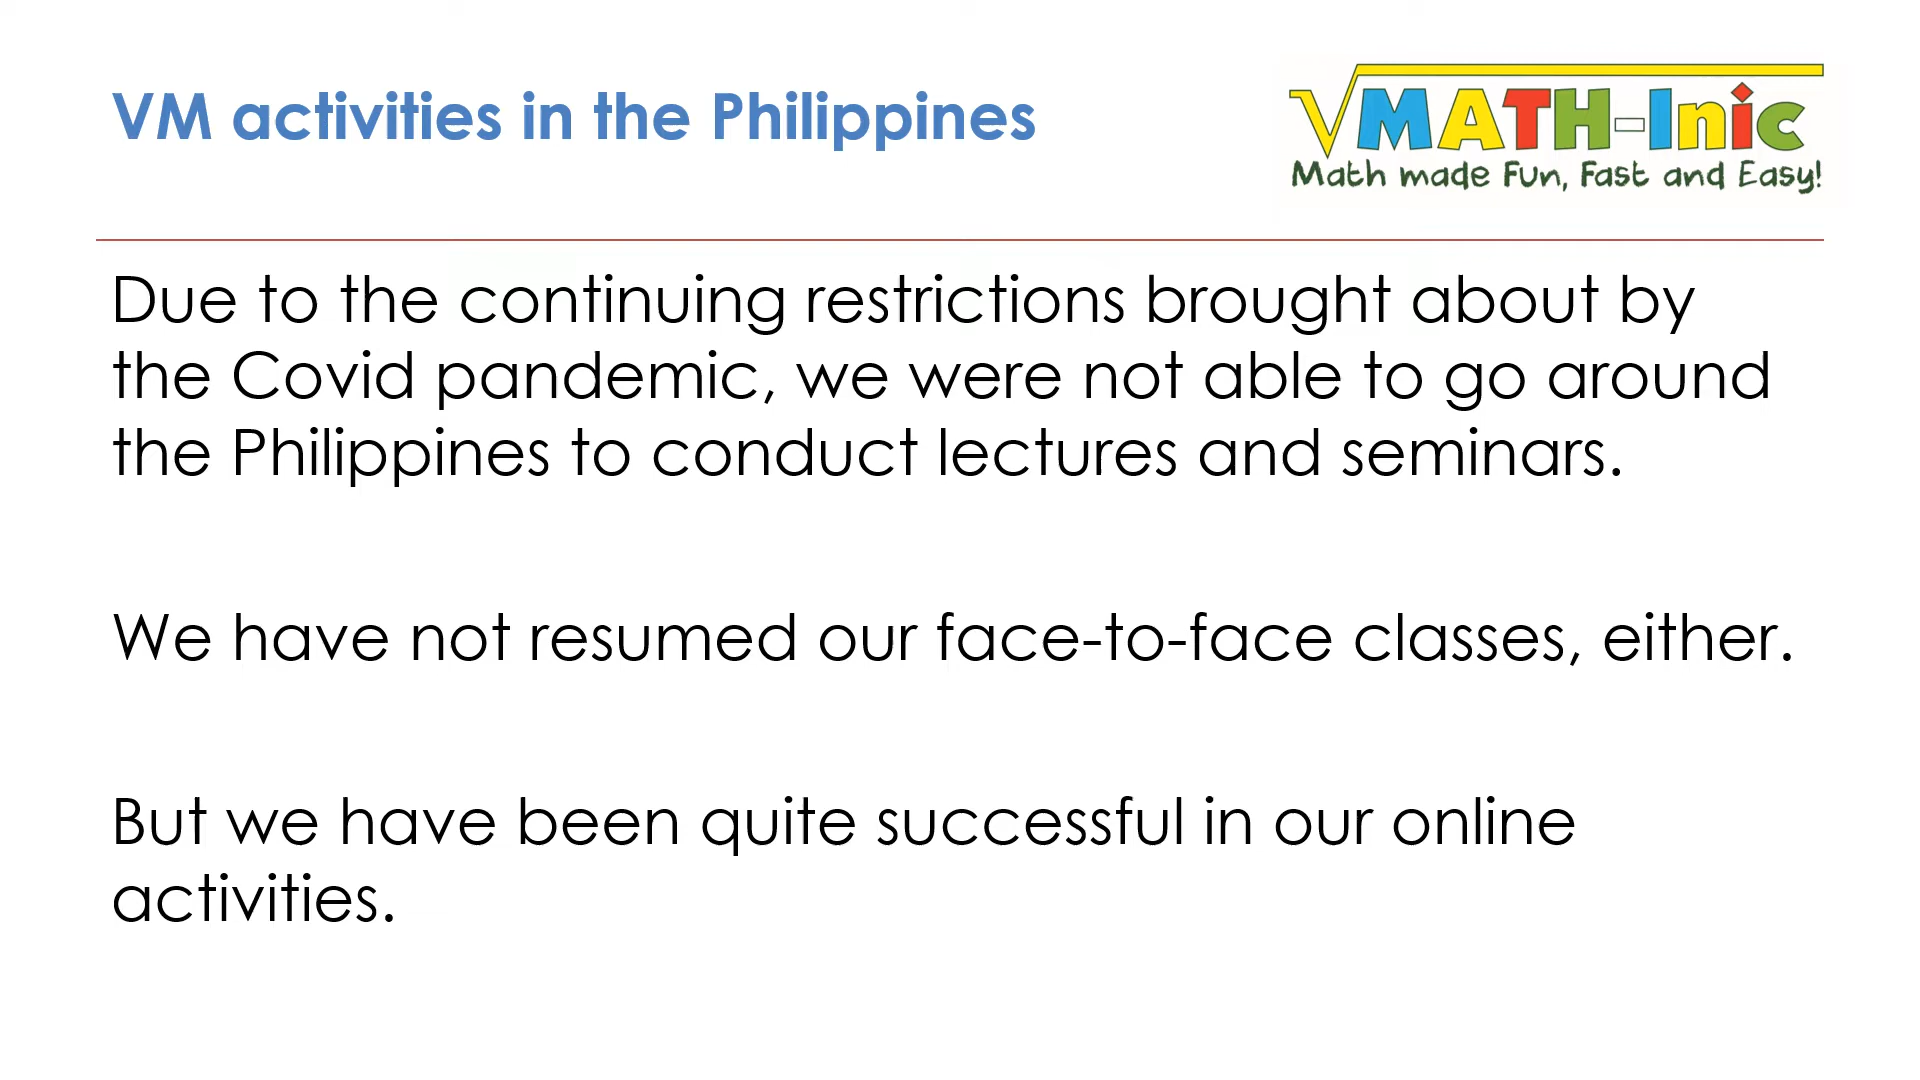 VM activities in the Philippines
√MATH-Inic
Math made Fun, Fast and Easy!
Due to the continuing restrictions brought about by
the Covid pandemic, we were not able to go around
the Philippines to conduct lectures and seminars.
We have not resumed our face-to-face classes, either.
But we have been quite successful in our online
activities.